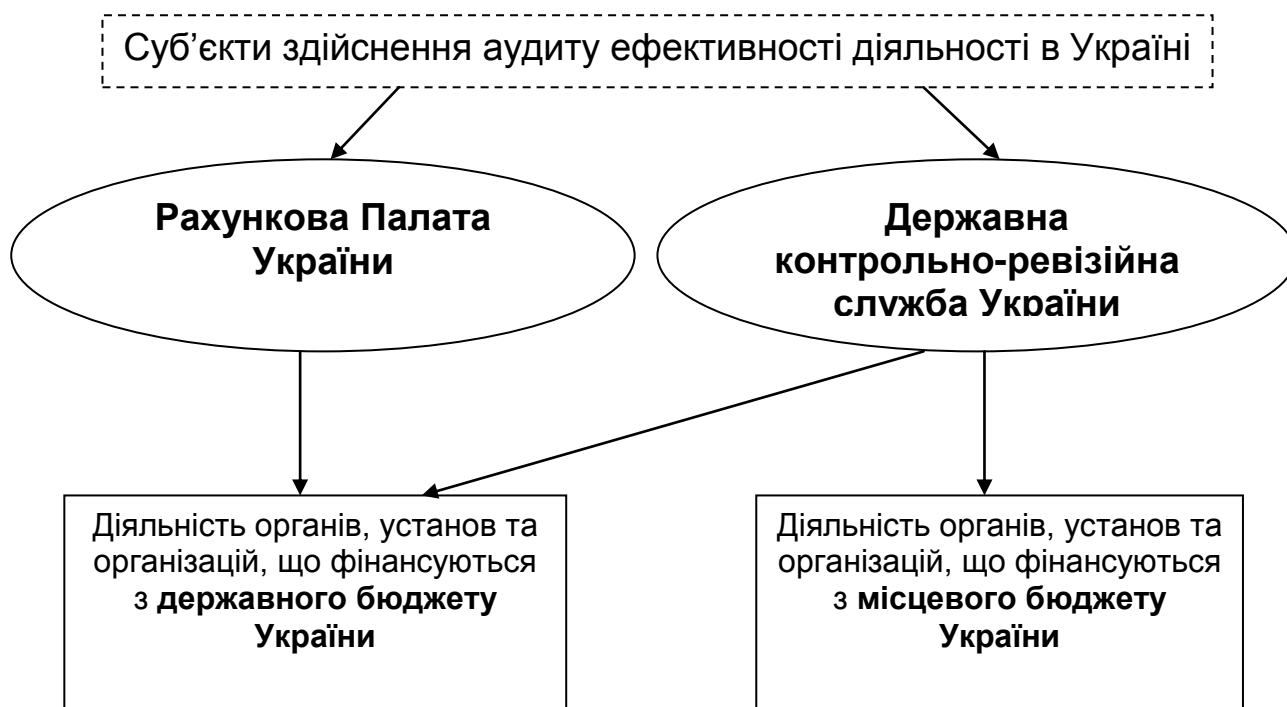 Суб’єкти здійснення аудиту ефективності діяльності в Україні
Рахункова Палата
України
Державна
контрольно-ревізійна
служба України
Діяльність органів, установ та
організацій, що фінансуються
з державного бюджету
України
Діяльність органів, установ та
організацій, що фінансуються
з місцевого бюджету
України